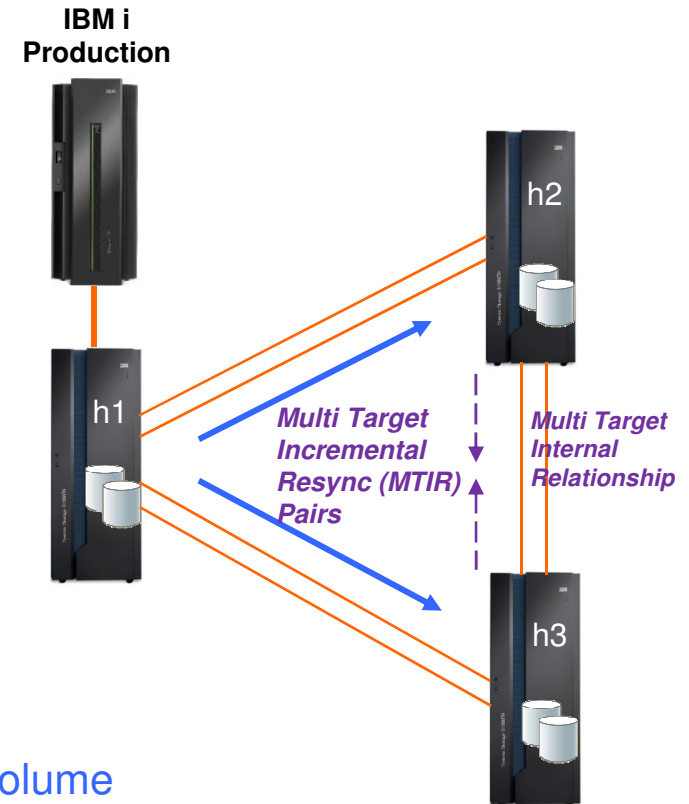 IBM i
Production
h2
h1
Multi Target
Incremental
Resync (MTIR)
Pairs
Multi Target
Internal
Relationship
h3
olume